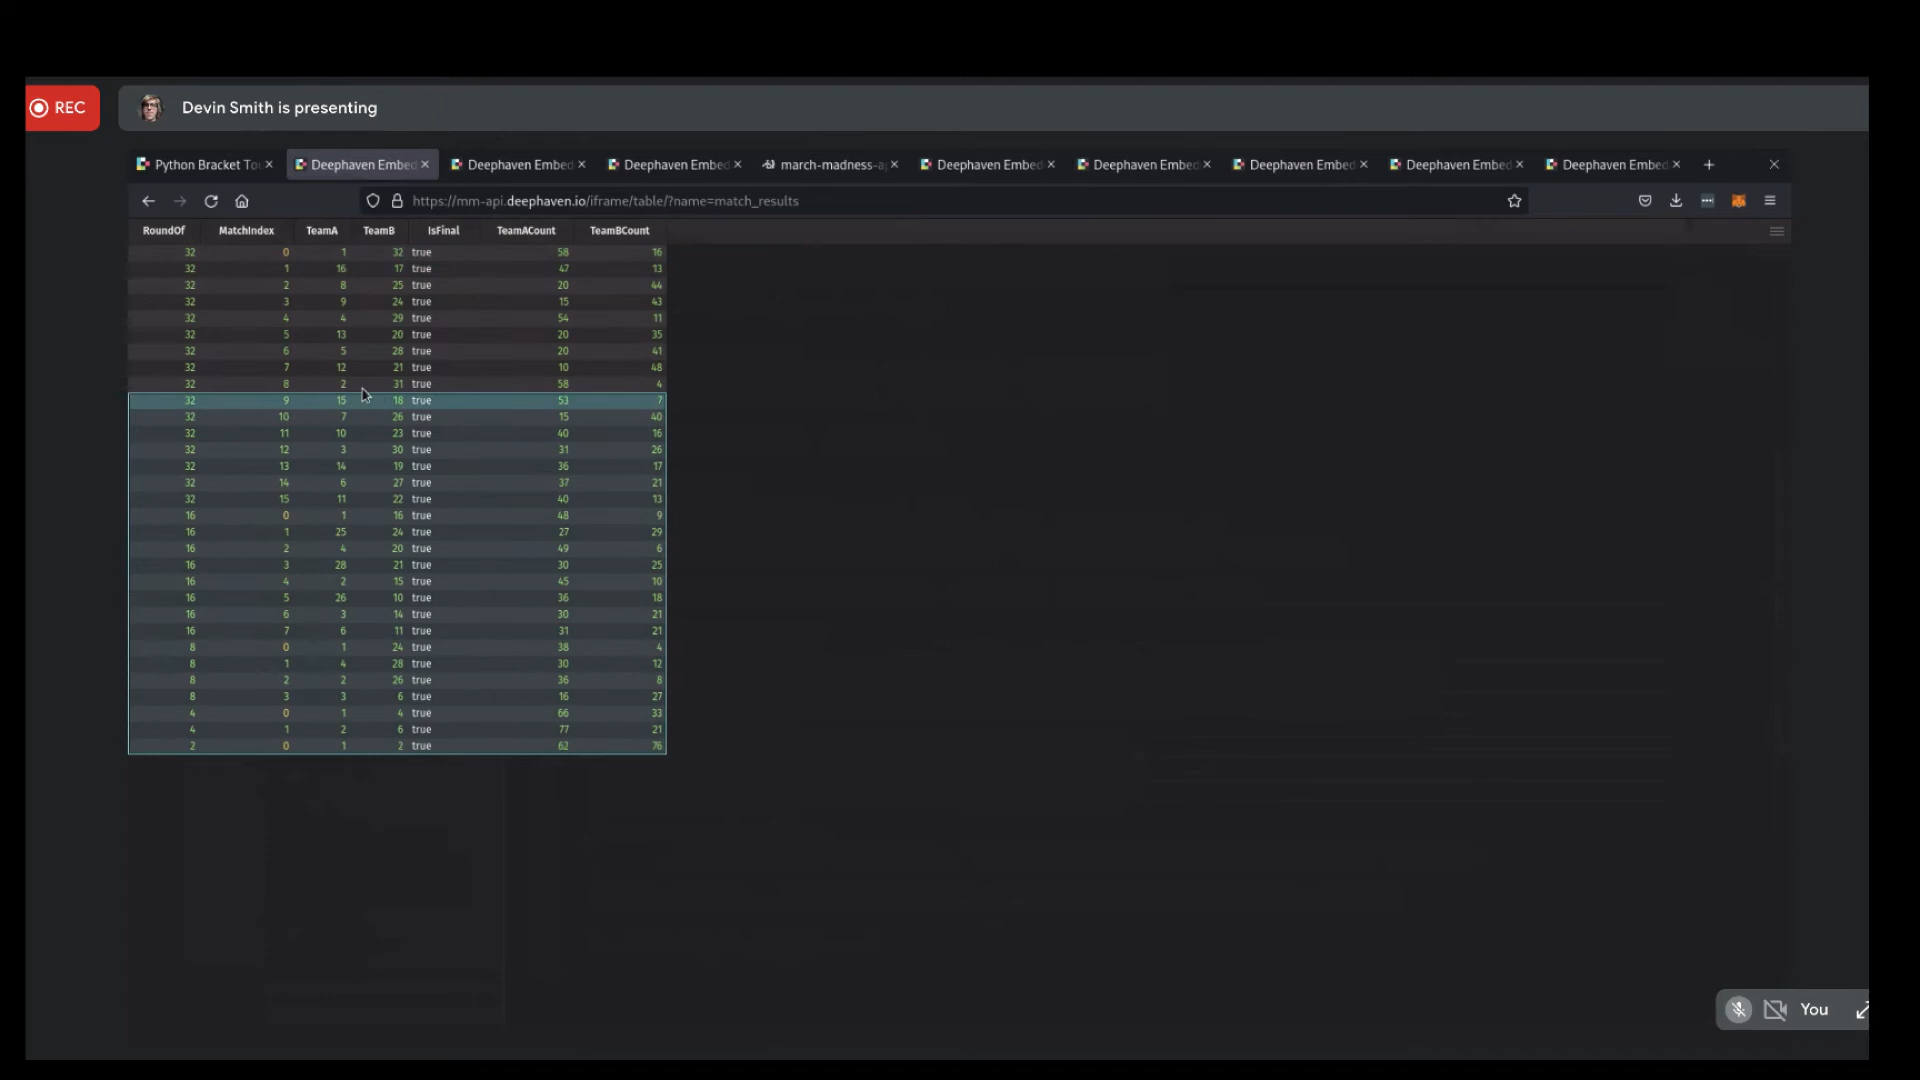 REC
Devin Smith is presenting
Python Bracket Tou Deephaven Embed Deephaven Embed Deephaven Embed march-madness-a Deephaven Embed Deephaven Embed Deephaven Embed Deephaven Embed Deephaven Embed
https://mm-api.deephaven.io/iframe/table/?name=match_results
RoundOf MatchIndex TeamA TeamB IsFinal TeamACount TeamBCount
32 0 1 32 true 58 16
32 1 16 17 true 47 13
32 2 8 25 true 20 44
32 3 9 24 true 15 43
32 4 4 29 true 54 11
32 5 13 20 true 20 35
32 6 5 28 true 20 41
32 7 12 21 true 10 48
32 8 2 31 true 58 4
32 9 15 18 true 53 7
32 10 7 26 true 15 40
32 11 10 23 true 40 16
32 12 3 30 true 31 26
32 13 14 19 true 36 17
32 14 6 27 true 37 21
32 15 11 22 true 40 13
16 0 1 16 true 48 9
16 1 25 24 true 27 29
16 2 4 20 true 49 6
16 3 28 21 true 30 25
16 4 2 15 true 45 10
16 5 26 10 true 36 18
16 6 3 14 true 30 21
16 7 6 11 true 31 21
8 0 1 24 true 38 4
8 1 4 28 true 30 12
8 2 2 26 true 36 8
8 3 3 6 true 16 27
4 0 1 4 true 66 33
4 1 2 6 true 77 21
2 0 1 2 true 62 76
You